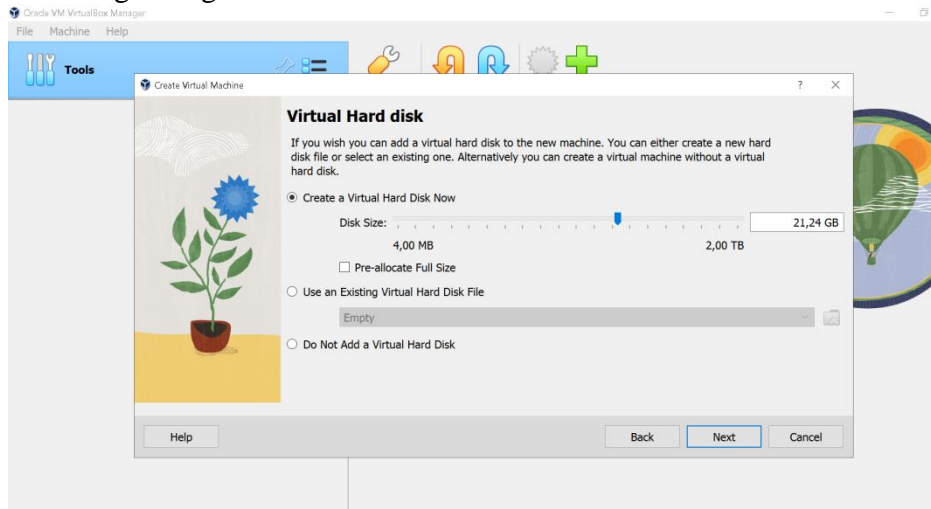 Oracle VM VirtualBox Manager
File Machine Help
Tools
Create Virtual Machine
Virtual Hard disk
If you wish you can add a virtual hard disk to the new machine. You can either create a new hard
disk file or select an existing one. Alternatively you can create a virtual machine without a virtual
hard disk.
Create a Virtual Hard Disk Now
Disk Size:
21,24 GB
4,00 MB
2,00 TB
Pre-allocate Full Size
Use an Existing Virtual Hard Disk File
Empty
Do Not Add a Virtual Hard Disk
Help
Back
Next
Cancel